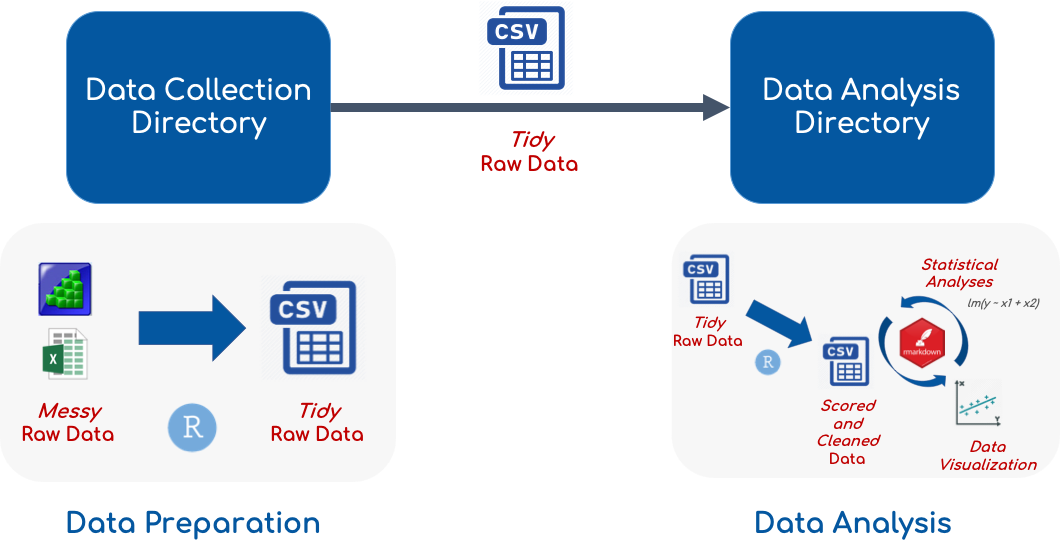 Data Collection
Directory
CSV
Tidy
Raw Data
Data Analysis
Directory
X
Messy
Raw Data
R
CSV
Tidy
Raw Data
CSV
Tidy
Raw Data
R
CSV
Scored
and
Cleaned
Data
Statistical
Analyses
lm(y ~ x1 + x2)
rmarkdown
X
Y
Data
Visualization
Data Preparation
Data Analysis